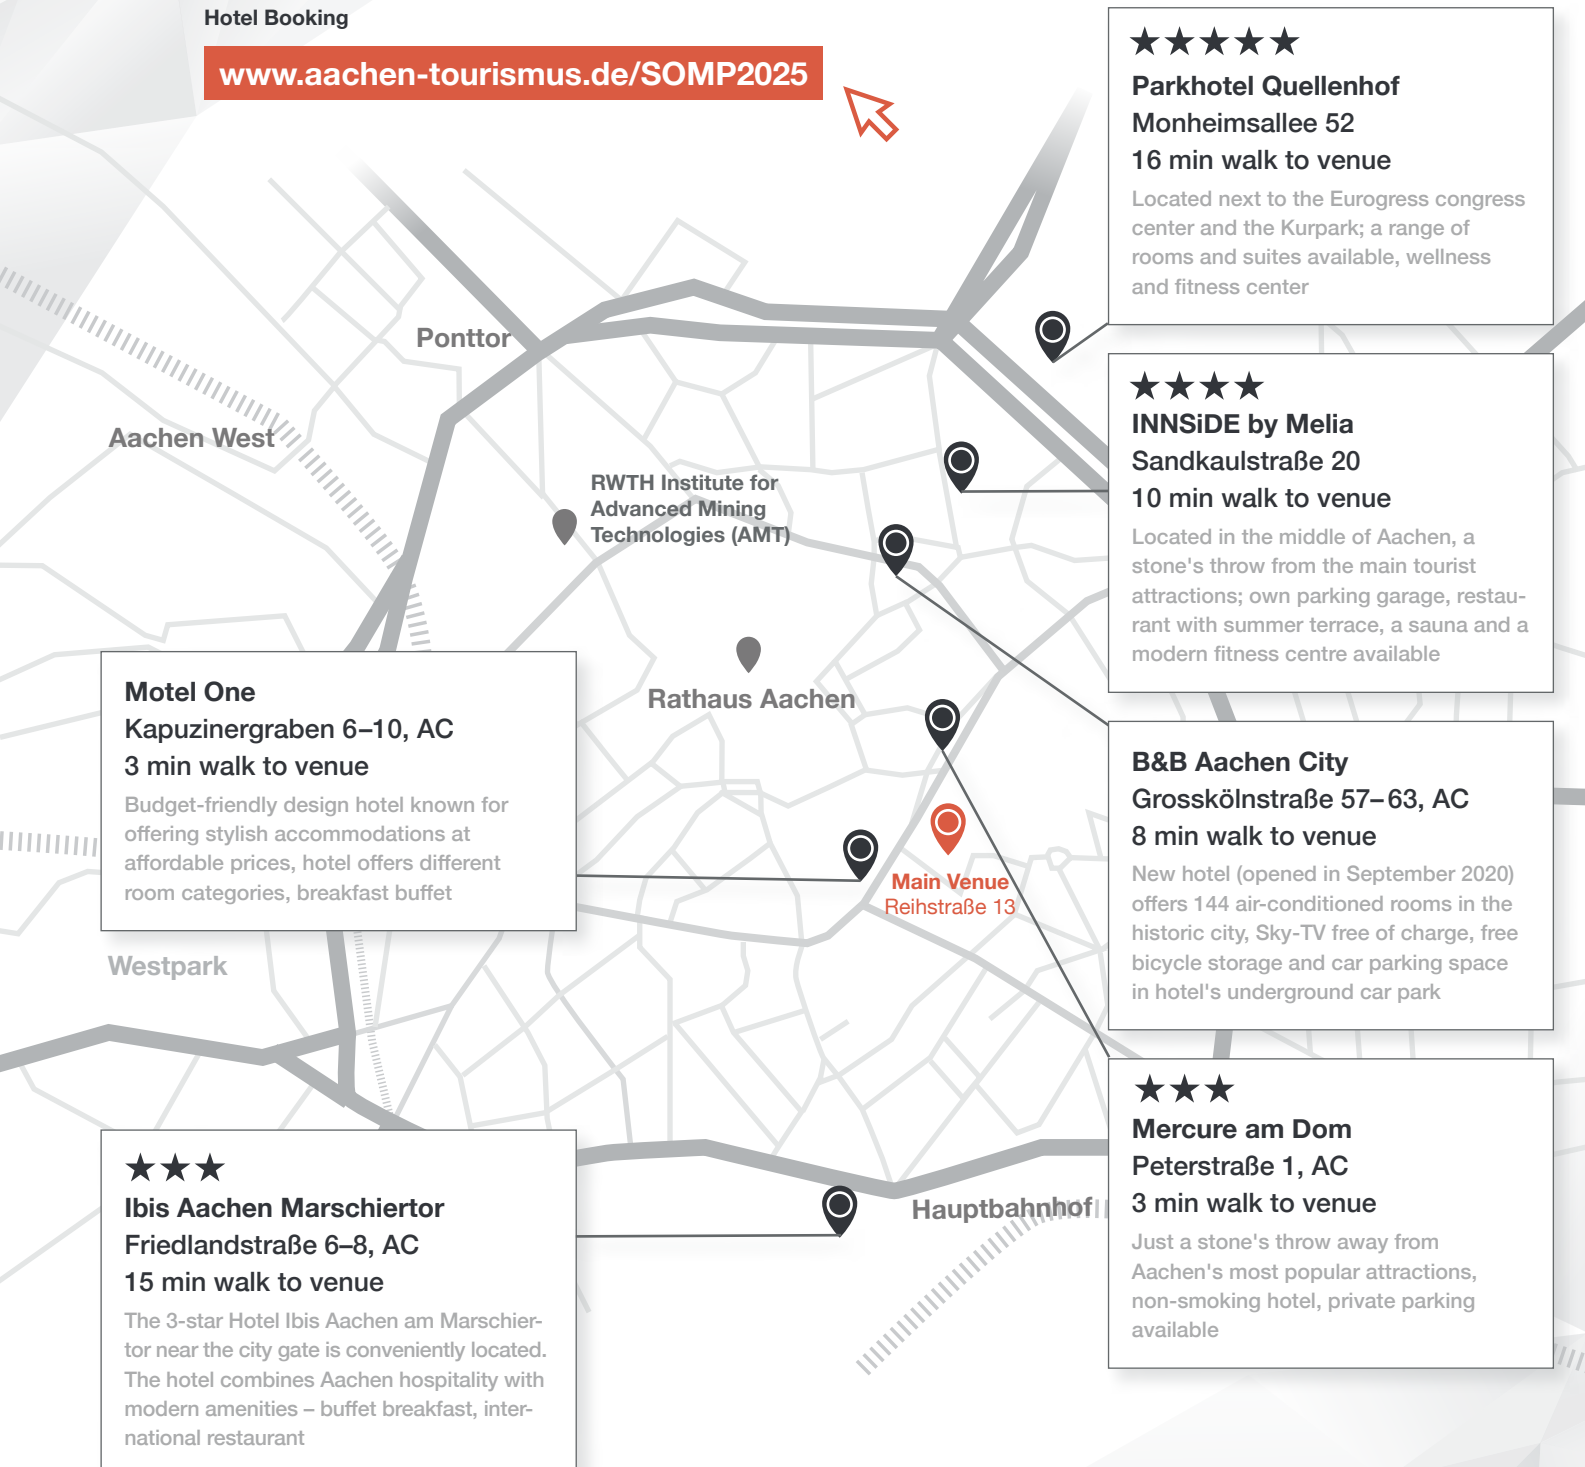 Hotel Booking
www.aachen-tourismus.de/SOMP2025
Parkhotel Quellenhof
Monheimsallee 52
16 min walk to venue
Located next to the Eurogress congress
center and the Kurpark; a range of
rooms and suites available, wellness
and fitness center
Ponttor
Aachen West
INNSiDE by Melia
Sandkaulstraße 20
10 min walk to venue
Located in the middle of Aachen, a
stone's throw from the main tourist
attractions; own parking garage, restau-
rant with summer terrace, a sauna and a
modern fitness centre available
RWTH Institute for
Advanced Mining
Technologies (AMT)
Rathaus Aachen
Motel One
Kapuzinergraben 6–10, AC
3 min walk to venue
Budget-friendly design hotel known for
offering stylish accommodations at
affordable prices, hotel offers different
room categories, breakfast buffet
B&B Aachen City
Grosskölnstraße 57–63, AC
8 min walk to venue
New hotel (opened in September 2020)
offers 144 air-conditioned rooms in the
historic city, Sky-TV free of charge, free
bicycle storage and car parking space
in hotel's underground car park
Main Venue
Reihstraße 13
Westpark
Mercure am Dom
Peterstraße 1, AC
3 min walk to venue
Just a stone's throw away from
Aachen's most popular attractions,
non-smoking hotel, private parking
available
Hauptbahnhof
Ibis Aachen Marschiertor
Friedlandstraße 6–8, AC
15 min walk to venue
The 3-star Hotel Ibis Aachen am Marschier-
tor near the city gate is conveniently located.
The hotel combines Aachen hospitality with
modern amenities – buffet breakfast, inter-
national restaurant